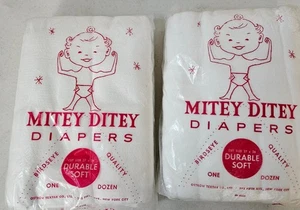 MITEY DITEY
DIAPERS
BIRDSEYE QUALITY
DURABLE
SOFT
ONE DOZEN
MITEY DITEY
DIAPERS
BIRDSEYE QUALITY
DURABLE
SOFT
ONE DOZEN